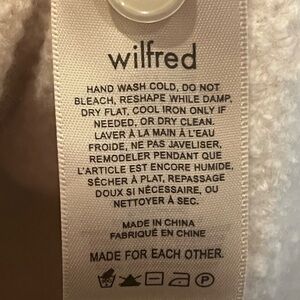 wilfred
HAND WASH COLD, DO NOT
BLEACH, RESHAPE WHILE DAMP,
DRY FLAT, COOL IRON ONLY IF
NEEDED, OR DRY CLEAN.
LAVER À LA MAIN À L'EAU
FROIDE, NE PAS JAVELISER,
REMODELER PENDANT QUE
L'ARTICLE EST ENCORE HUMIDE,
SÉCHER À PLAT, REPASSAGE
DOUX SI NÉCESSAIRE, OU
NETTOYER À SEC.
MADE IN CHINA
FABRIQUÉ EN CHINE
MADE FOR EACH OTHER.
P